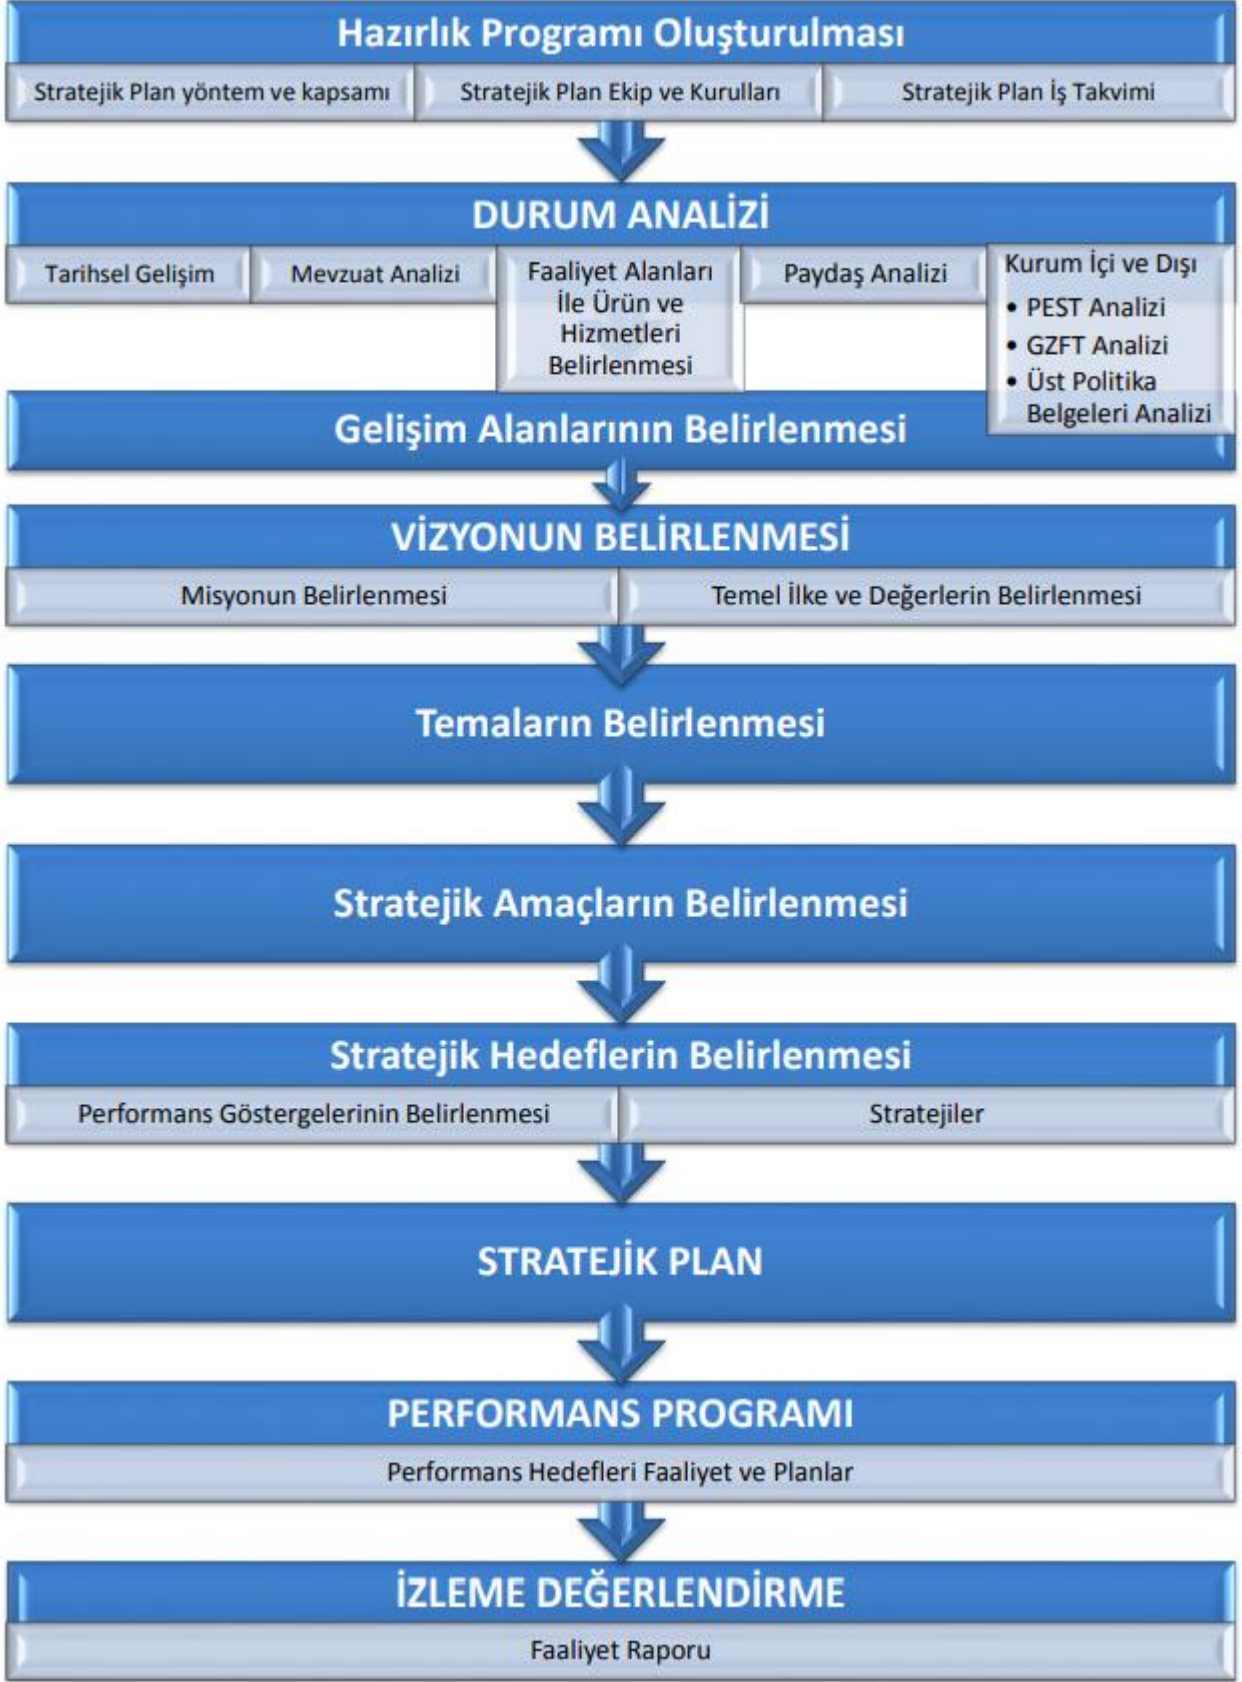 Hazırlık Programı Oluşturulması
Stratejik Plan yöntem ve kapsamı
Stratejik Plan Ekip ve Kurulları
Stratejik Plan İş Takvimi
DURUM ANALİZİ
Tarihsel Gelişim
Mevzuat Analizi
Faaliyet Alanları
İle Ürün ve
Hizmetleri
Belirlenmesi
Paydaş Analizi
Kurum İçi ve Dışı
• PEST Analizi
• GZFT Analizi
• Üst Politika
Belgeleri Analizi
Gelişim Alanlarının Belirlenmesi
VİZYONUN BELİRLENMESİ
Misyonun Belirlenmesi
Temel İlke ve Değerlerin Belirlenmesi
Temaların Belirlenmesi
Stratejik Amaçların Belirlenmesi
Stratejik Hedeflerin Belirlenmesi
Performans Göstergelerinin Belirlenmesi
Stratejiler
STRATEJİK PLAN
PERFORMANS PROGRAMI
Performans Hedefleri Faaliyet ve Planlar
İZLEME DEĞERLENDİRME
Faaliyet Raporu